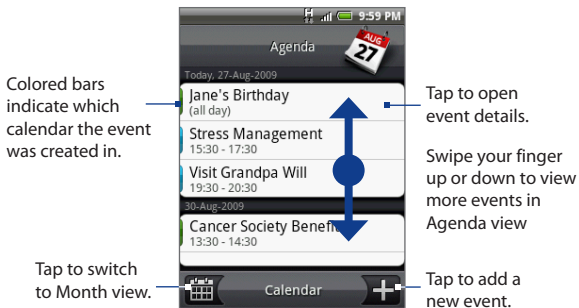 9:59 PM
Agenda
AUG
27
Today, 27-Aug-2009
Jane's Birthday
(all day)
Stress Management
15:30 - 17:30
Visit Grandpa Will
19:30 - 20:30
30-Aug-2009
Cancer Society Benefit
13:30 - 14:30
Calendar
Colored bars
indicate which
calendar the event
was created in.
Tap to switch
to Month view.
Tap to open
event details.
Swipe your finger
up or down to view
more events in
Agenda view
Tap to add a
new event.